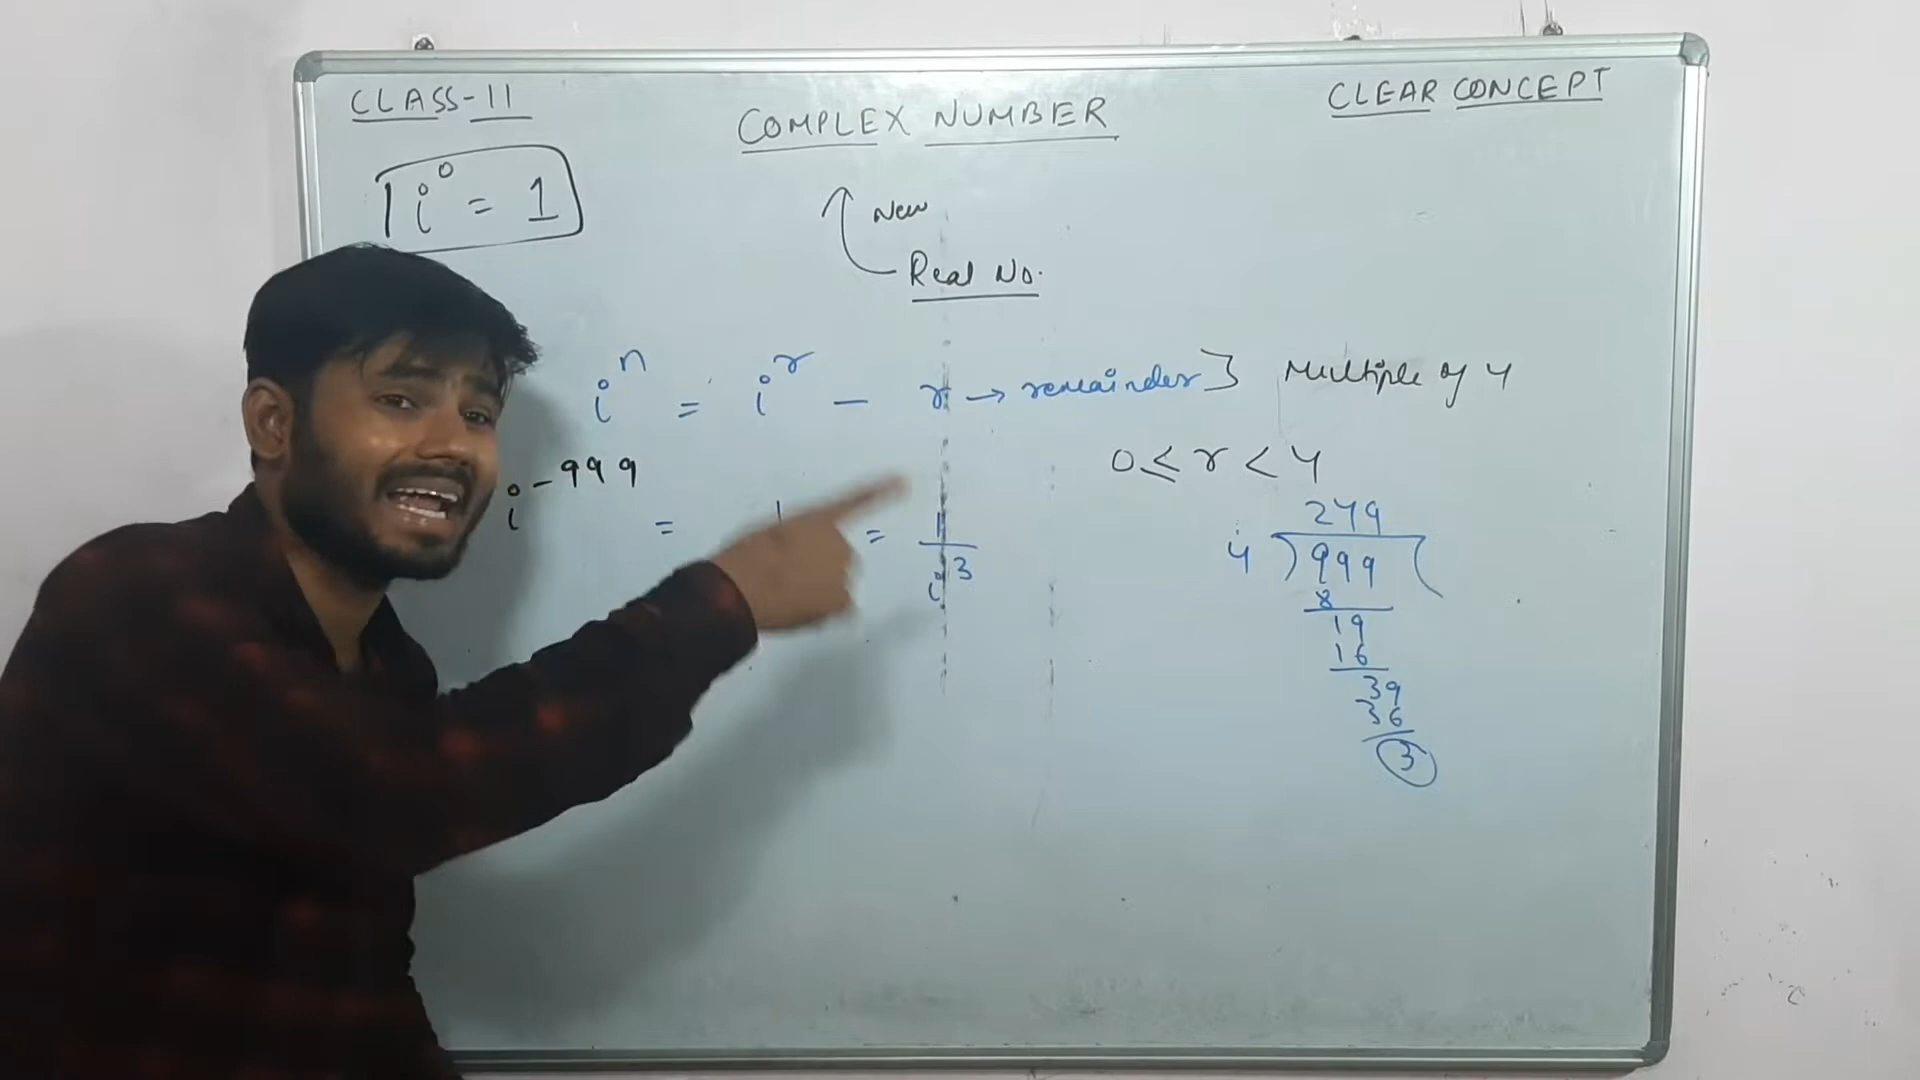 CLASS-11
COMPLEX NUMBER
CLEAR CONCEPT
i⁰ = 1
New
Real No.
iⁿ = iʳ - r → remainder } Multiple of 4
0 ≤ r < 4
i⁻⁹⁹⁹ = 1 = 1/i³
249
4 ) 999 (
8
19
16
39
36
3